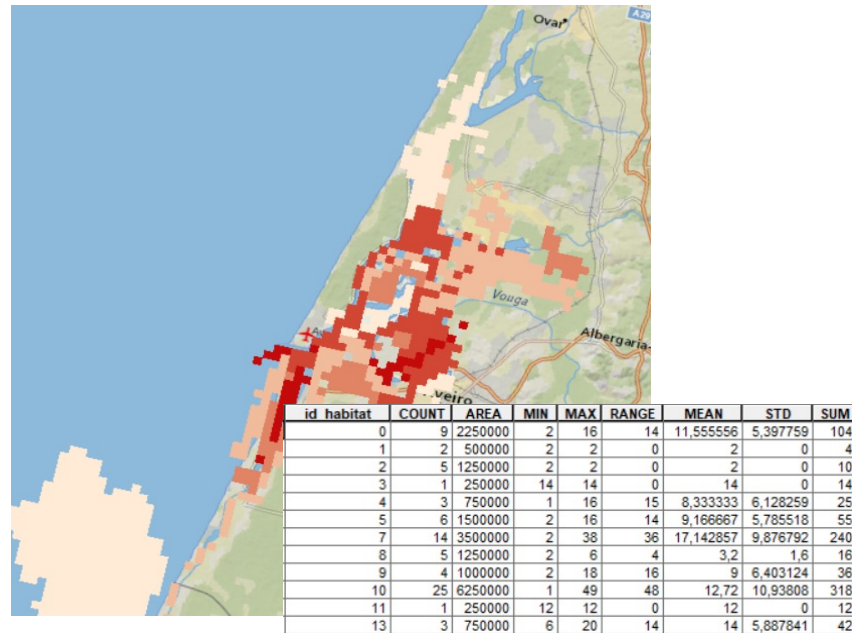 Ovar
A29
Vouga
Albergaria-
id_habitat COUNT AREA MIN MAX RANGE MEAN STD SUM
0 9 2250000 2 16 14 11,555556 5,397759 104
1 2 500000 2 2 0 2 0 4
2 5 1250000 2 2 0 2 0 10
3 1 250000 14 14 0 14 0 14
4 3 750000 1 16 15 8,333333 6,128259 25
5 6 1500000 2 16 14 9,166667 5,785518 55
7 14 3500000 2 38 36 17,142857 9,876792 240
8 5 1250000 2 6 4 3,2 1,6 16
9 4 1000000 2 18 16 9 6,403124 36
10 25 6250000 1 49 48 12,72 10,93808 318
11 1 250000 12 12 0 12 0 12
13 3 750000 6 20 14 14 5,887841 42